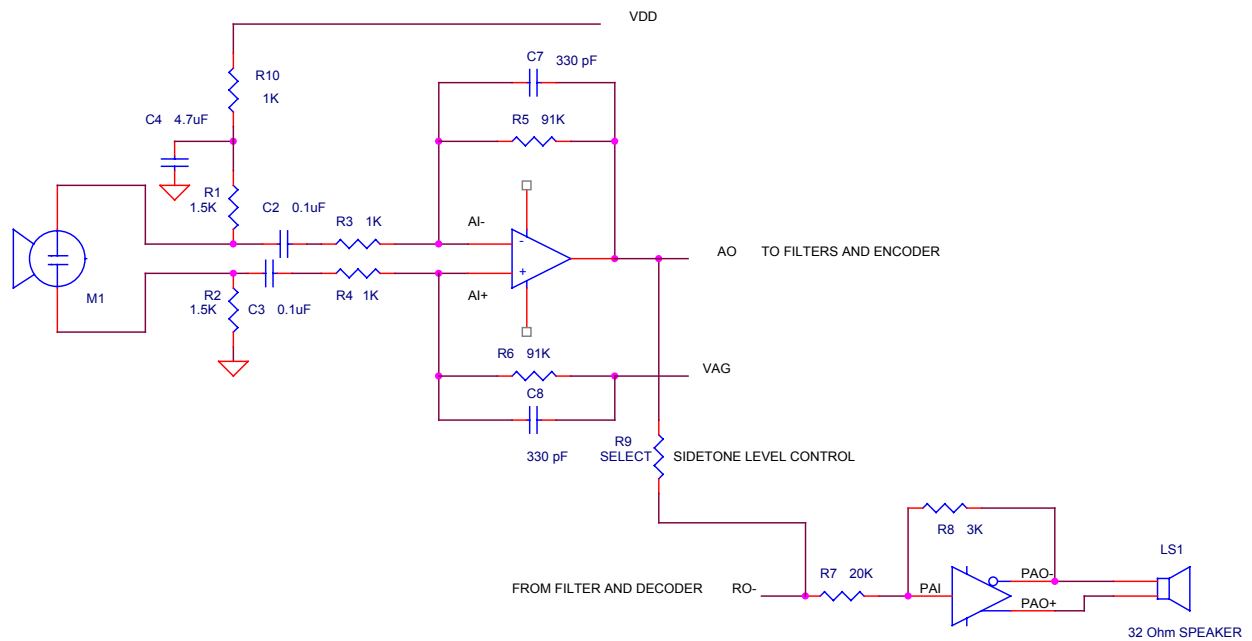 VDD
C7
330 pF
R10
1K
C4 4.7uF
R5 91K
R1
1.5K
C2 0.1uF
R3 1K
AI-
-
AO TO FILTERS AND ENCODER
+
M1
R2
1.5K
C3 0.1uF
R4 1K
AI+
R6 91K
VAG
C8
330 pF
R9
SELECT
SIDETONE LEVEL CONTROL
R8 3K
LS1
FROM FILTER AND DECODER
RO-
R7 20K
PAI
PAO-
PAO+
32 Ohm SPEAKER